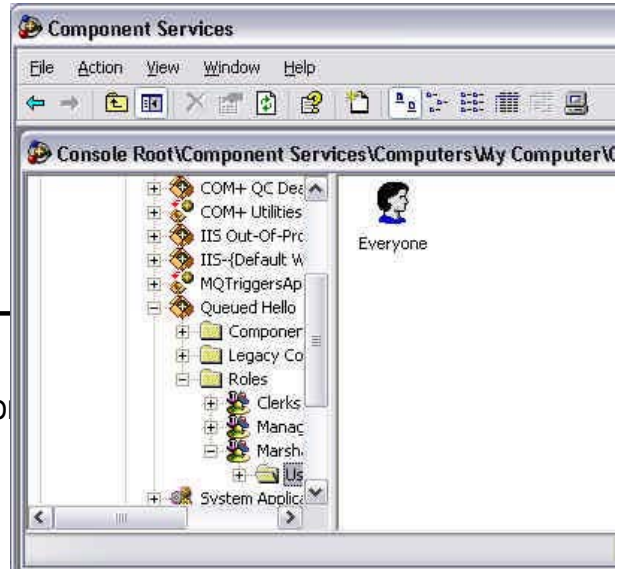 Component Services
File Action View Window Help
Console Root\Component Services\Computers\My Computer\C
COM+ QC Dea
COM+ Utilities
IIS Out-Of-Prc
IIS-{Default W
MQTriggersAp
Queued Hello
Componer
Legacy Co
Roles
Clerks
Manag
Marsh
Us
System Applica
Everyone